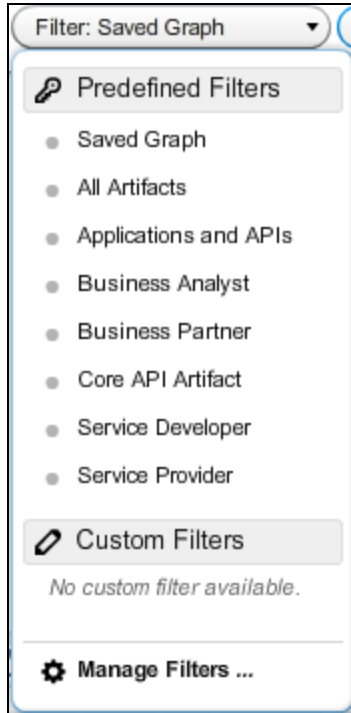 Filter: Saved Graph
Predefined Filters
Saved Graph
All Artifacts
Applications and APIs
Business Analyst
Business Partner
Core API Artifact
Service Developer
Service Provider
Custom Filters
No custom filter available.
Manage Filters ...